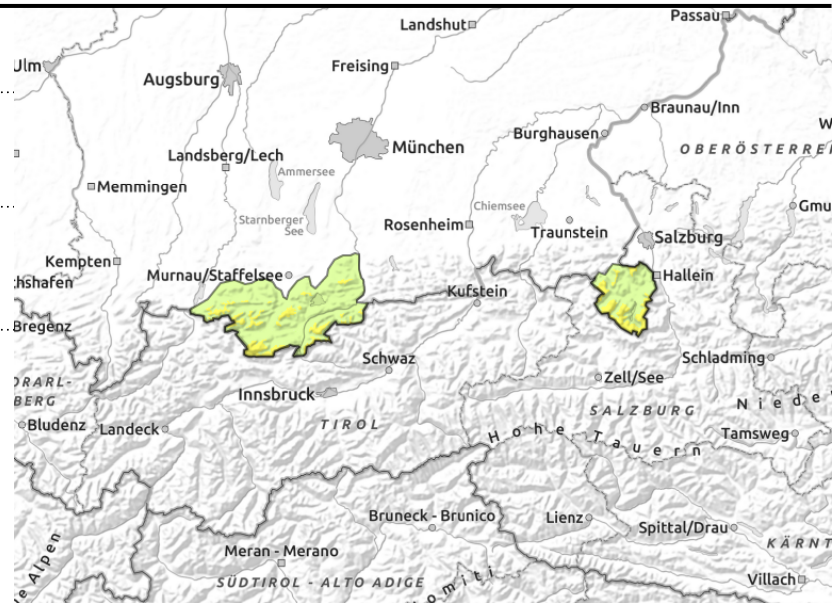 Landshut
Passau
Ulm
Augsburg
Freising
Braunau/Inn
Burghausen
München
Landsberg/Lech
Ammersee
Memmingen
Chiemsee
Starnberger
See
Rosenheim
Traunstein
Salzburg
Kempten
Murnau/Staffelsee
Hallein
Kufstein
Bregenz
Schwaz
Schladming
Zell/See
Innsbruck
SALZBURG
BERG
Bludenz
Landeck
TIROL
Hohe Tauern
Tamsweg
Bruneck - Brunico
Lienz
Spittal/Drau
Meran - Merano
SÜDTIROL - ALTO ADIGE
Villach